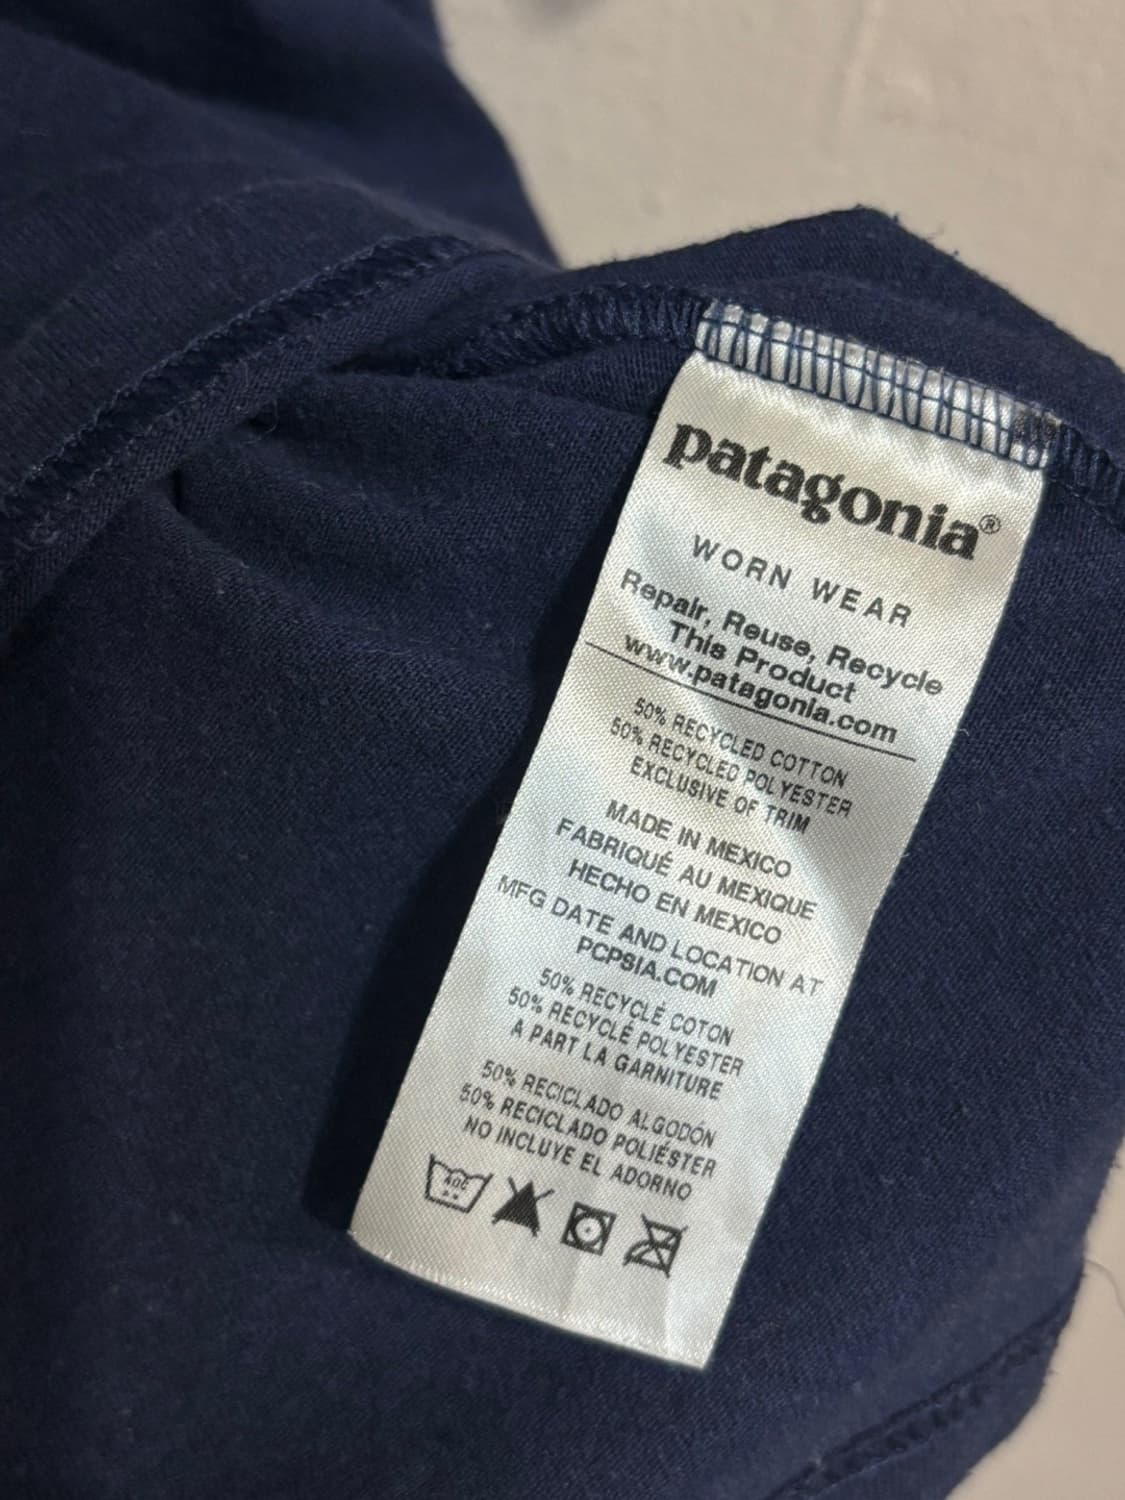 patagonia®
WORN WEAR
Repair, Reuse, Recycle
This Product
www.patagonia.com
50% RECYCLED COTTON
50% RECYCLED POLYESTER
EXCLUSIVE OF TRIM
MADE IN MEXICO
FABRIQUÉ AU MEXIQUE
HECHO EN MEXICO
MFG DATE AND LOCATION AT
PCPSIA.COM
50% RECYCLÉ COTON
50% RECYCLÉ POLYESTER
À PART LA GARNITURE
50% RECICLADO ALGODÓN
50% RECICLADO POLIÉSTER
NO INCLUYE EL ADORNO
40C